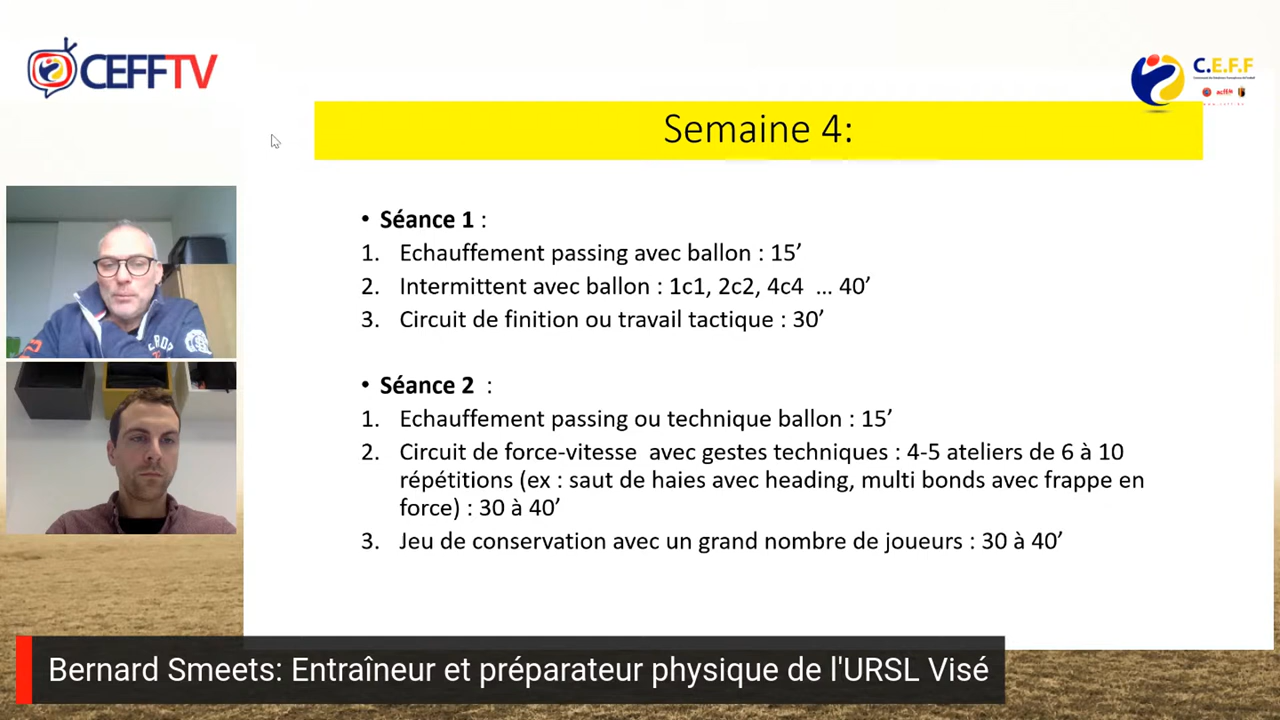 CEFFTV
C.E.F.F
Semaine 4:
• Séance 1 :
1. Echauffement passing avec ballon : 15’
2. Intermittent avec ballon : 1c1, 2c2, 4c4 … 40’
3. Circuit de finition ou travail tactique : 30’
• Séance 2 :
1. Echauffement passing ou technique ballon : 15’
2. Circuit de force-vitesse avec gestes techniques : 4-5 ateliers de 6 à 10
répétitions (ex : saut de haies avec heading, multi bonds avec frappe en
force) : 30 à 40’
3. Jeu de conservation avec un grand nombre de joueurs : 30 à 40’
Bernard Smeets: Entraîneur et préparateur physique de l'URSL Visé